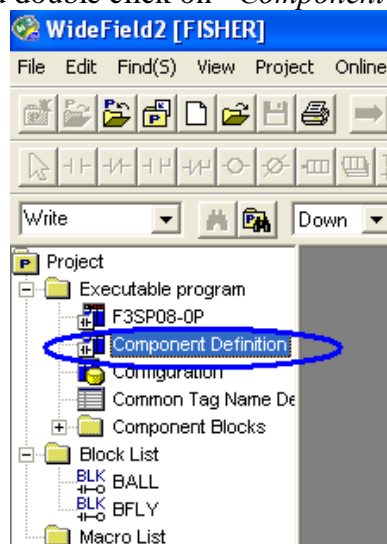 a double click on "Component
WideField2 [FISHER]
File Edit Find(S) View Project Online
Write Down
Project
Executable program
F3SP08-0P
Component Definition
Configuration
Common Tag Name De
Component Blocks
Block List
BLK BALL
BLK BFLY
Macro List